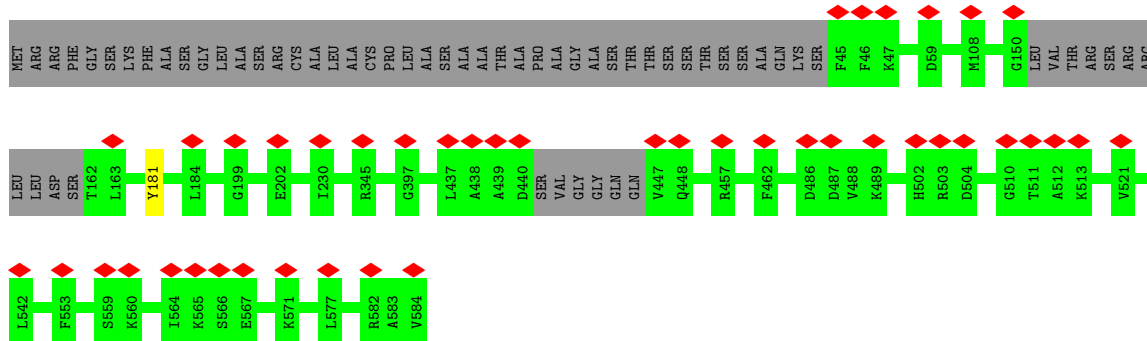 MET ARG ARG PHE GLY SER LYS PHE ALA SER GLY LEU ALA SER ARG CYS ALA LEU ALA CYS PRO LEU ALA SER ALA ALA THR ALA PRO ALA GLY ALA SER THR THR SER SER THR SER SER ALA GLN LYS SER F45 F46 K47 D59 M108 G150 LEU VAL THR ARG SER ARG ARG
LEU LEU ASP SER T162 L163 Y181 L184 G199 E202 I230 R345 G397 L437 A438 A439 D440 SER VAL GLY GLY GLN GLN V447 Q448 R457 F462 D486 D487 V488 K489 H502 R503 D504 G510 T511 A512 K513 V521
L542 F553 S559 K560 I564 K565 S566 E567 K571 L577 R582 A583 V584